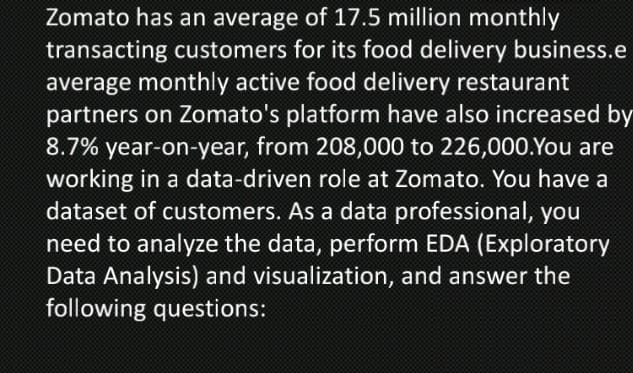 Zomato has an average of 17.5 million monthly
transacting customers for its food delivery business.e
average monthly active food delivery restaurant
partners on Zomato's platform have also increased by
8.7% year-on-year, from 208,000 to 226,000.You are
working in a data-driven role at Zomato. You have a
dataset of customers. As a data professional, you
need to analyze the data, perform EDA (Exploratory
Data Analysis) and visualization, and answer the
following questions: